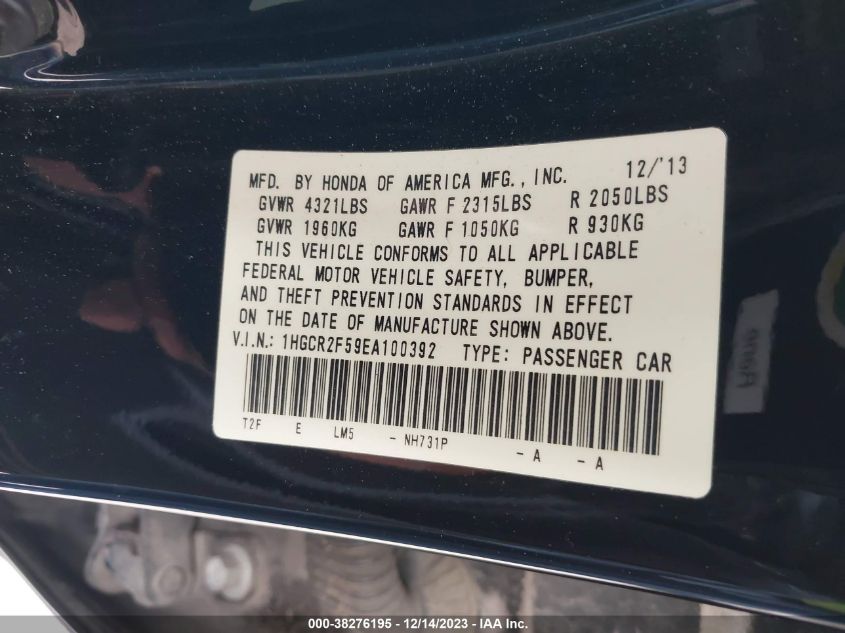 MFD. BY HONDA OF AMERICA MFG., INC. 12/'13
GVWR 4321LBS GAWR F 2315LBS R 2050LBS
GVWR 1960KG GAWR F 1050KG R 930KG
THIS VEHICLE CONFORMS TO ALL APPLICABLE
FEDERAL MOTOR VEHICLE SAFETY, BUMPER,
AND THEFT PREVENTION STANDARDS IN EFFECT
ON THE DATE OF MANUFACTURE SHOWN ABOVE.
V.I.N.: 1HGCR2F59EA100392 TYPE: PASSENGER CAR
T2F E LM5 - NH731P - A - A
000-38276195 - 12/14/2023 - IAA Inc.